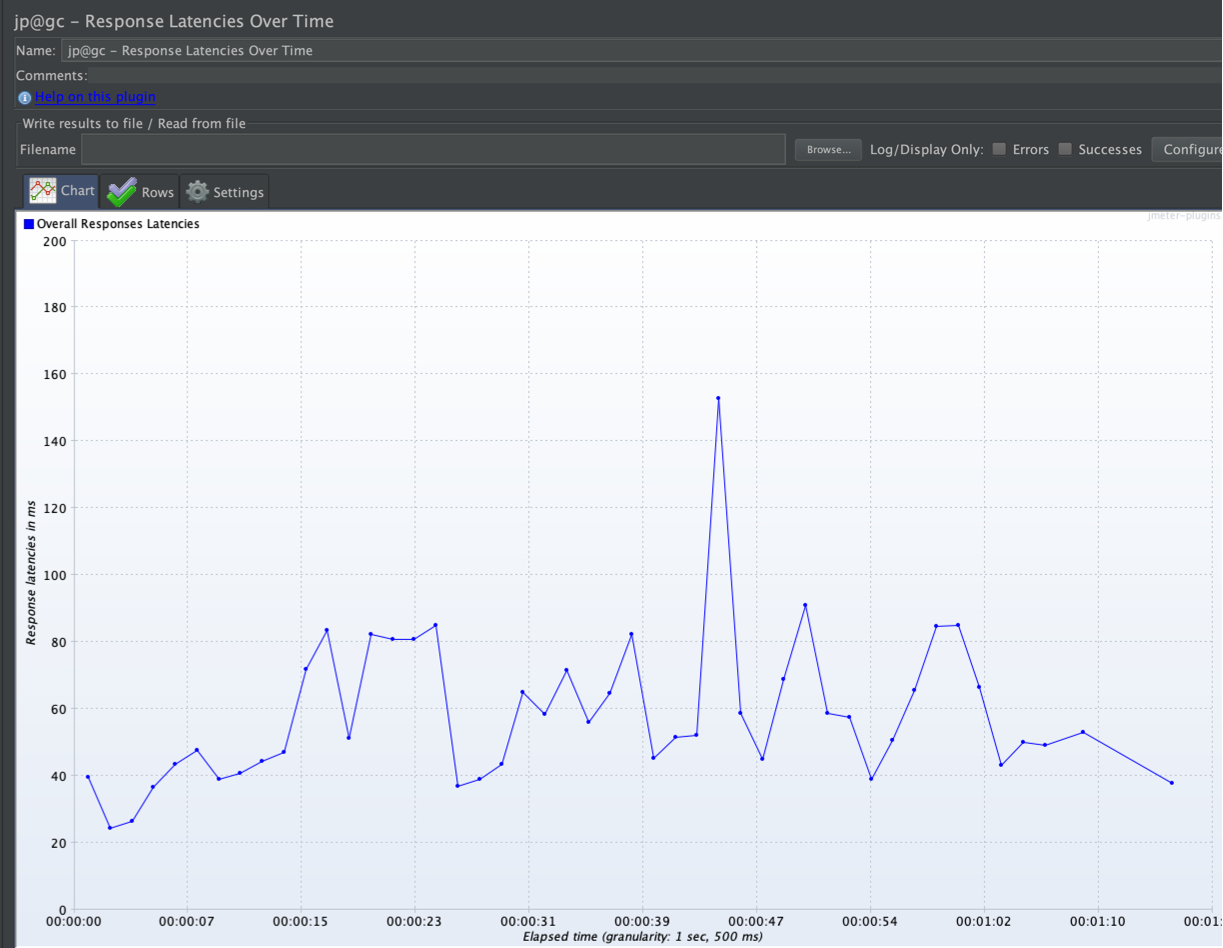 jp@gc – Response Latencies Over Time
Name: jp@gc – Response Latencies Over Time
Comments:
Help on this plugin
Write results to file / Read from file
Filename Browse... Log/Display Only: Errors Successes Configure
Chart Rows Settings
jmeter-plugins
Overall Responses Latencies
200
180
160
140
120
100
80
60
40
20
0
Response latencies in ms
00:00:00 00:00:07 00:00:15 00:00:23 00:00:31 00:00:39 00:00:47 00:00:54 00:01:02 00:01:10 00:01:
Elapsed time (granularity: 1 sec, 500 ms)